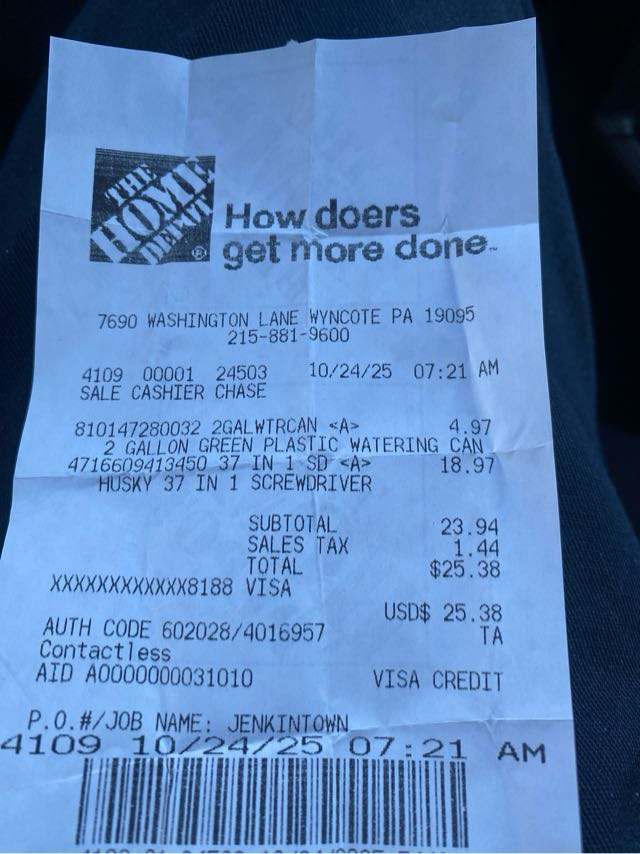 THE
HOME
DEPOT®
How doers
get more done™
7690 WASHINGTON LANE WYNCOTE PA 19095
215-881-9600
4109 00001 24503 10/24/25 07:21 AM
SALE CASHIER CHASE
810147280032 2GALWTRCAN <A> 4.97
2 GALLON GREEN PLASTIC WATERING CAN
4716609413450 37 IN 1 SD <A> 18.97
HUSKY 37 IN 1 SCREWDRIVER
SUBTOTAL 23.94
SALES TAX 1.44
TOTAL $25.38
XXXXXXXXXXXX8188 VISA
USD$ 25.38
AUTH CODE 602028/4016957 TA
Contactless
AID A0000000031010 VISA CREDIT
P.O.#/JOB NAME: JENKINTOWN
4109 10/24/25 07:21 AM